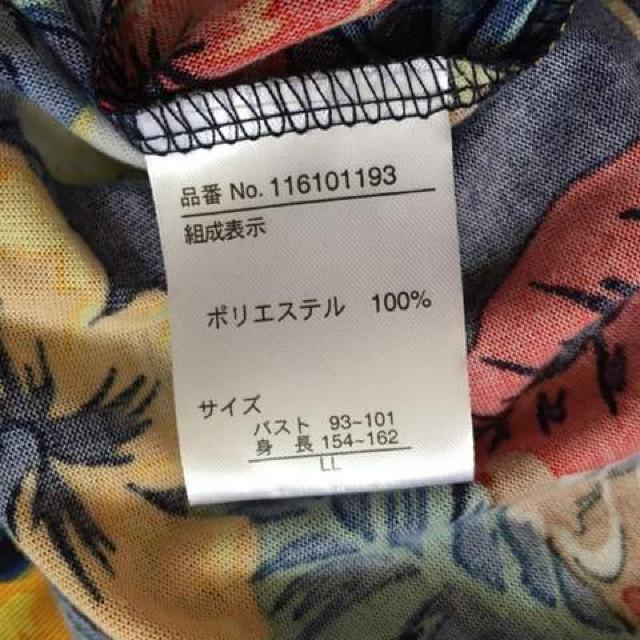 品番 No. 116101193
組成表示
ポリエステル 100%
サイズ
バスト 93-101
身 長 154~162
LL